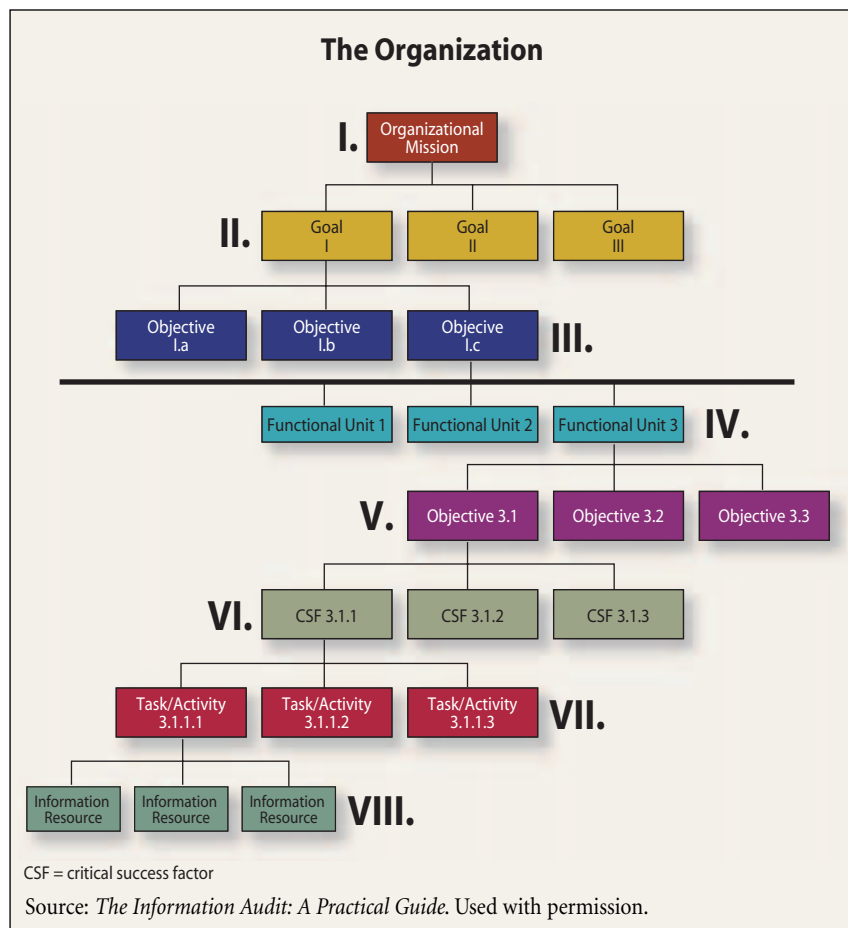 The Organization
I.
Organizational
Mission
II.
Goal
I
Goal
II
Goal
III
Objective
I.a
Objective
I.b
Objecive
I.c
III.
Functional Unit 1
Functional Unit 2
Functional Unit 3
IV.
V.
Objective 3.1
Objective 3.2
Objective 3.3
VI.
CSF 3.1.1
CSF 3.1.2
CSF 3.1.3
Task/Activity
3.1.1.1
Task/Activity
3.1.1.2
Task/Activity
3.1.1.3
VII.
Information
Resource
Information
Resource
Information
Resource
VIII.
CSF = critical success factor
Source: The Information Audit: A Practical Guide. Used with permission.